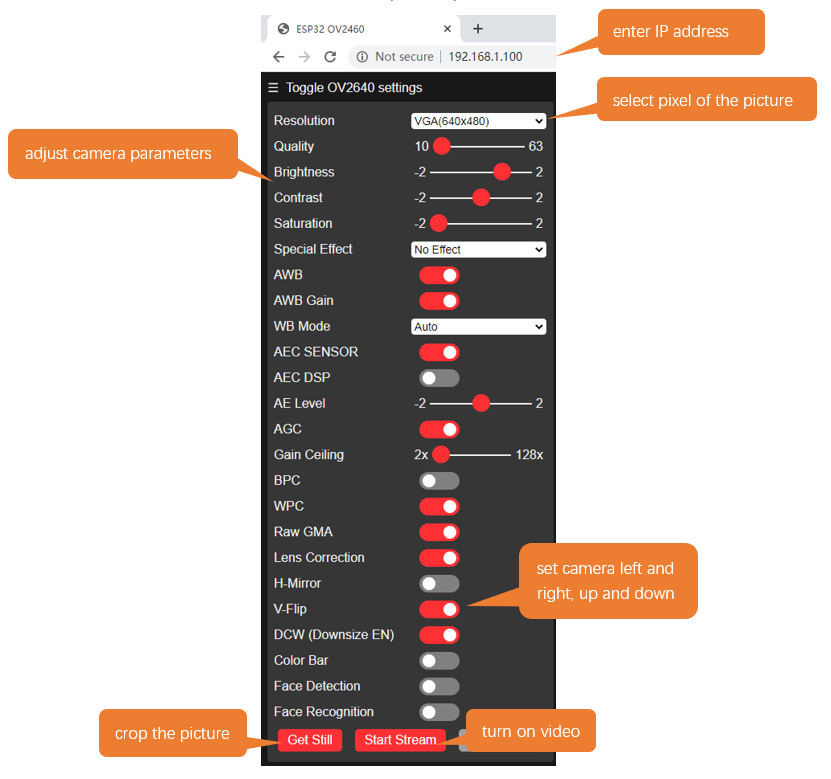 ESP32 OV2460
Not secure | 192.168.1.100
enter IP address
Toggle OV2640 settings
Resolution VGA(640x480)
select pixel of the picture
adjust camera parameters
Quality 10 63
Brightness -2 2
Contrast -2 2
Saturation -2 2
Special Effect No Effect
AWB
AWB Gain
WB Mode Auto
AEC SENSOR
AEC DSP
AE Level -2 2
AGC
Gain Ceiling 2x 128x
BPC
WPC
Raw GMA
Lens Correction
H-Mirror
V-Flip
set camera left and
right, up and down
DCW (Downsize EN)
Color Bar
Face Detection
Face Recognition
crop the picture
Get Still
Start Stream
turn on video